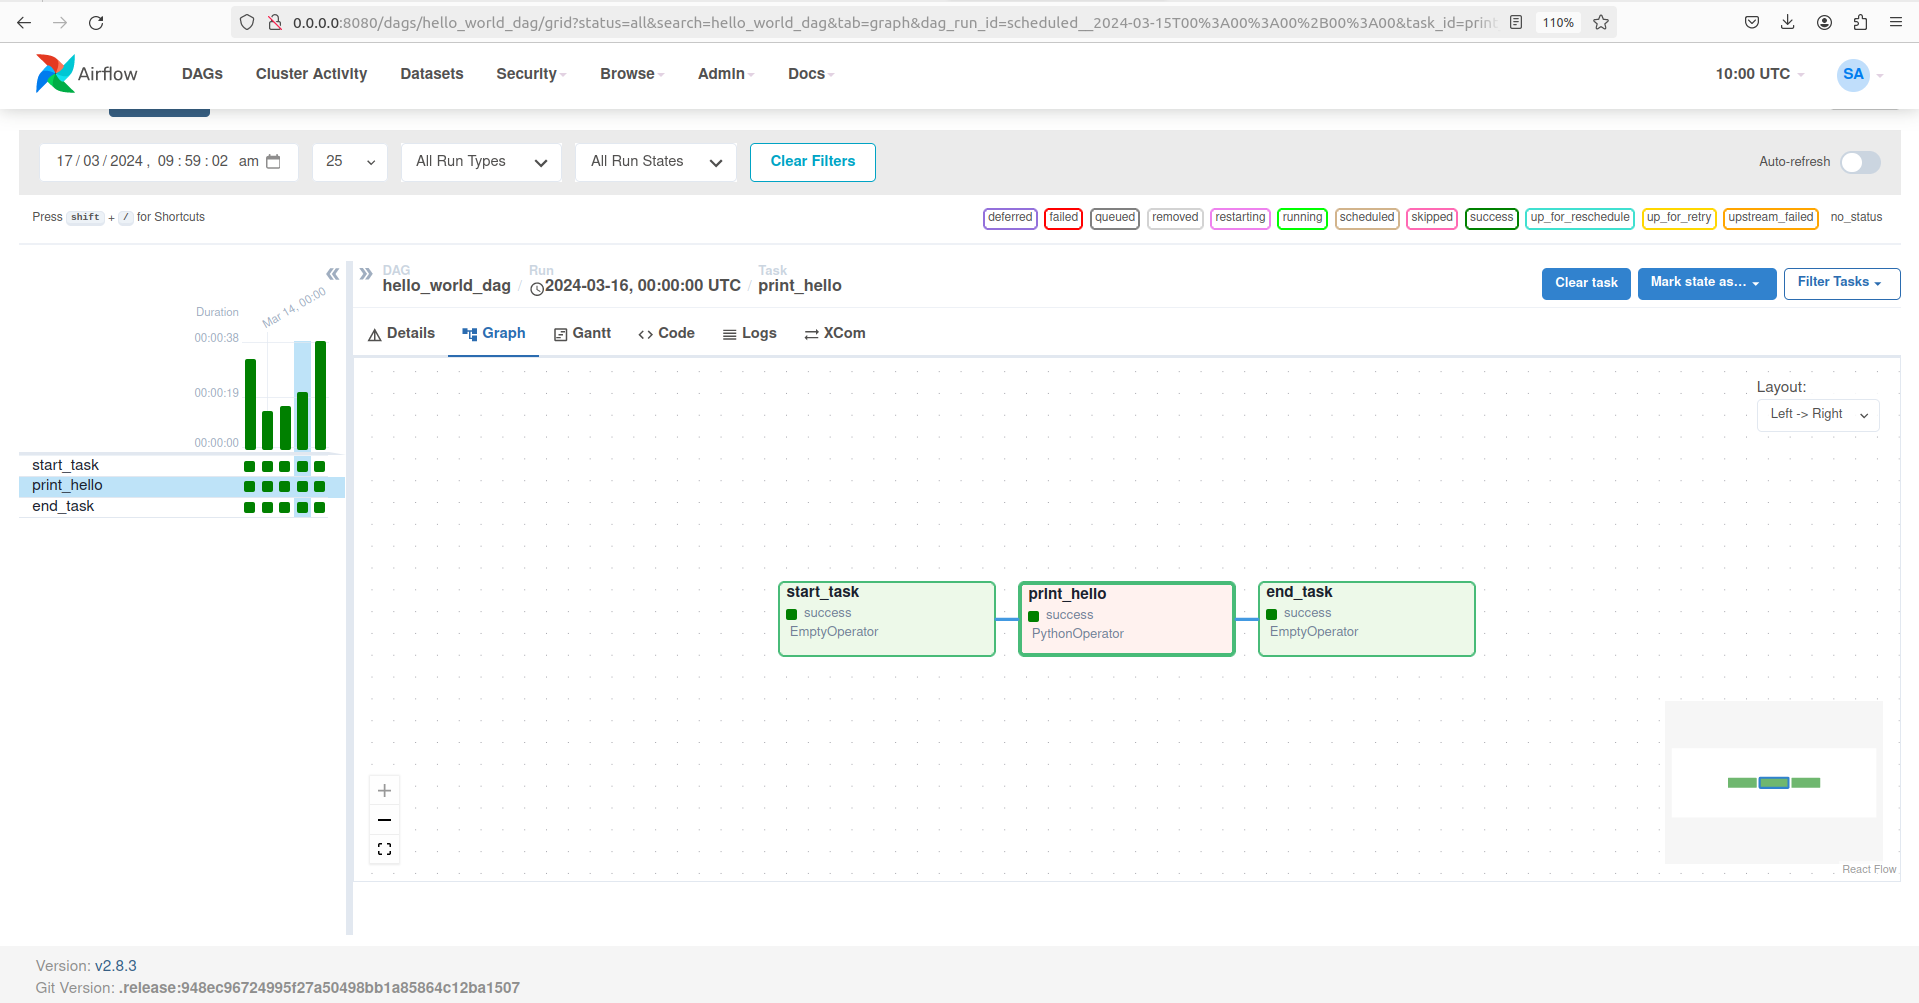 0.0.0.0:8080/dags/hello_world_dag/grid?status=all&search=hello_world_dag&tab=graph&dag_run_id=scheduled__2024-03-15T00%3A00%3A00%2B00%3A00&task_id=prin
110%
Airflow DAGs Cluster Activity Datasets Security Browse Admin Docs 10:00 UTC SA
17/03/2024, 09:59:02 am 25 All Run Types All Run States Clear Filters Auto-refresh
Press shift + / for Shortcuts deferred failed queued removed restarting running scheduled skipped success up_for_reschedule up_for_retry upstream_failed no_status
DAG Run Task
hello_world_dag / 2024-03-16, 00:00:00 UTC / print_hello
Clear task Mark state as... Filter Tasks
Duration
Mar 14, 00:00
00:00:38
00:00:19
00:00:00
start_task
print_hello
end_task
Details Graph Gantt Code Logs XCom
Layout:
Left -> Right
start_task
success
EmptyOperator
print_hello
success
PythonOperator
end_task
success
EmptyOperator
React Flow
Version: v2.8.3
Git Version: .release:948ec96724995f27a50498bb1a85864c12ba1507